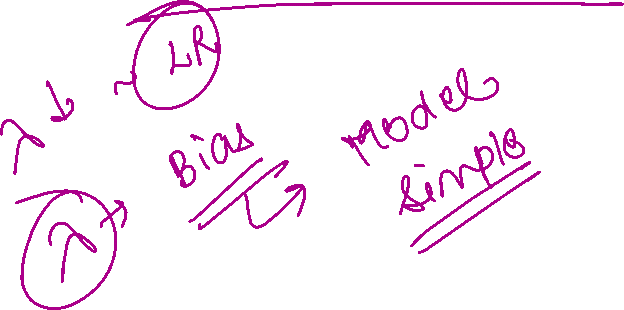 λ ↓ ~ LR
λ ↑ Bias → Model
Simple